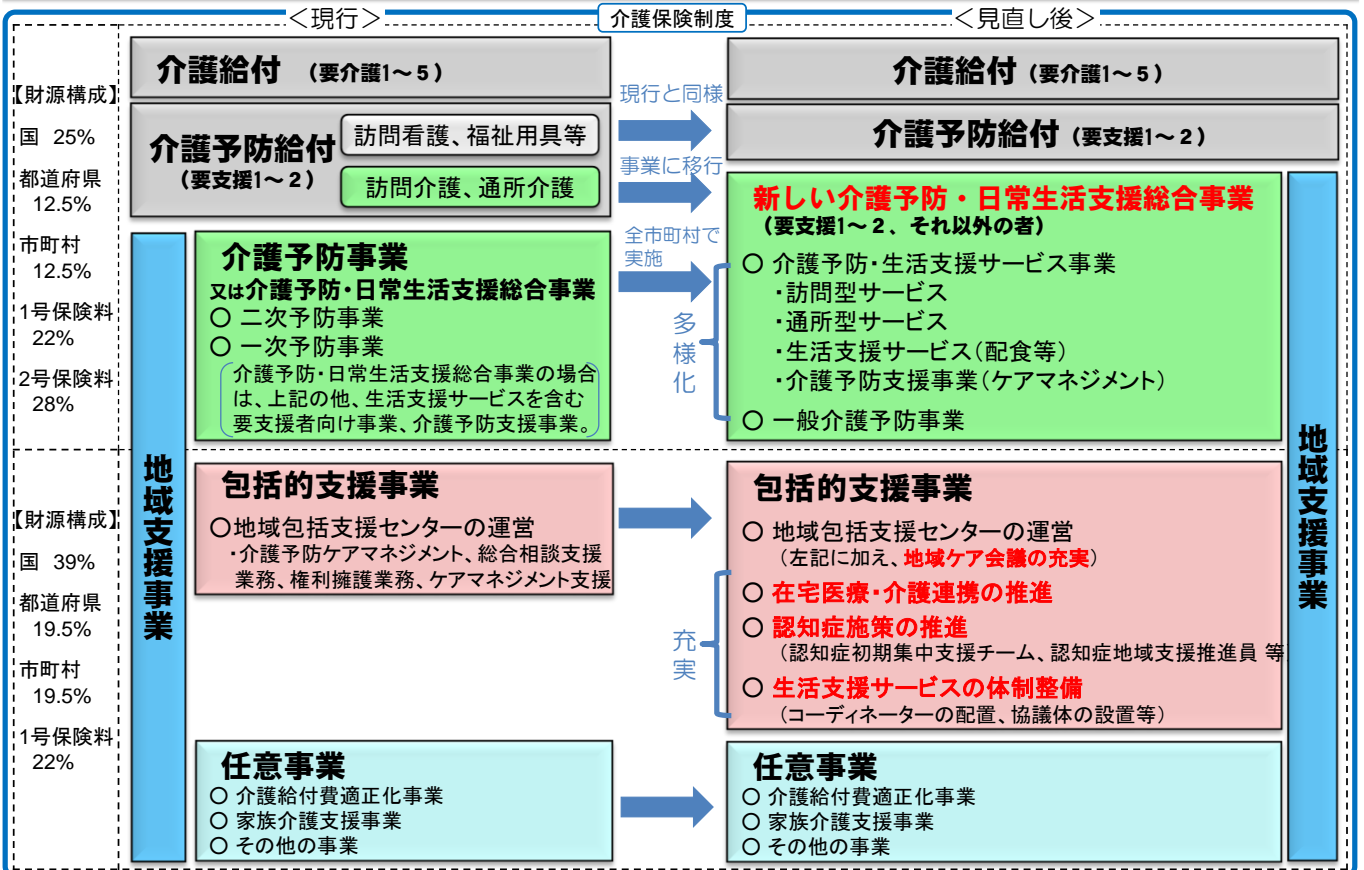 ＜現行＞
介護保険制度
＜見直し後＞
【財源構成】
国 25%
都道府県
12.5%
市町村
12.5%
1号保険料
22%
2号保険料
28%
介護給付 （要介護1～5）
介護予防給付
（要支援1～2）
訪問看護、福祉用具等
訪問介護、通所介護
現行と同様
事業に移行
全市町村で
実施
多
様
化
介護給付（要介護1～5）
介護予防給付（要支援1～2）
新しい介護予防・日常生活支援総合事業
（要支援1～2、それ以外の者）
○ 介護予防・生活支援サービス事業
・訪問型サービス
・通所型サービス
・生活支援サービス（配食等）
・介護予防支援事業（ケアマネジメント）
○ 一般介護予防事業
介護予防事業
又は介護予防・日常生活支援総合事業
○ 二次予防事業
○ 一次予防事業
介護予防・日常生活支援総合事業の場合
は、上記の他、生活支援サービスを含む
要支援者向け事業、介護予防支援事業。
地域支援事業
【財源構成】
国 39%
都道府県
19.5%
市町村
19.5%
1号保険料
22%
包括的支援事業
○地域包括支援センターの運営
・介護予防ケアマネジメント、総合相談支援
業務、権利擁護業務、ケアマネジメント支援
充
実
包括的支援事業
○ 地域包括支援センターの運営
（左記に加え、地域ケア会議の充実）
○ 在宅医療・介護連携の推進
○ 認知症施策の推進
（認知症初期集中支援チーム、認知症地域支援推進員 等
○ 生活支援サービスの体制整備
（コーディネーターの配置、協議体の設置等）
地域支援事業
任意事業
○ 介護給付費適正化事業
○ 家族介護支援事業
○ その他の事業
任意事業
○ 介護給付費適正化事業
○ 家族介護支援事業
○ その他の事業